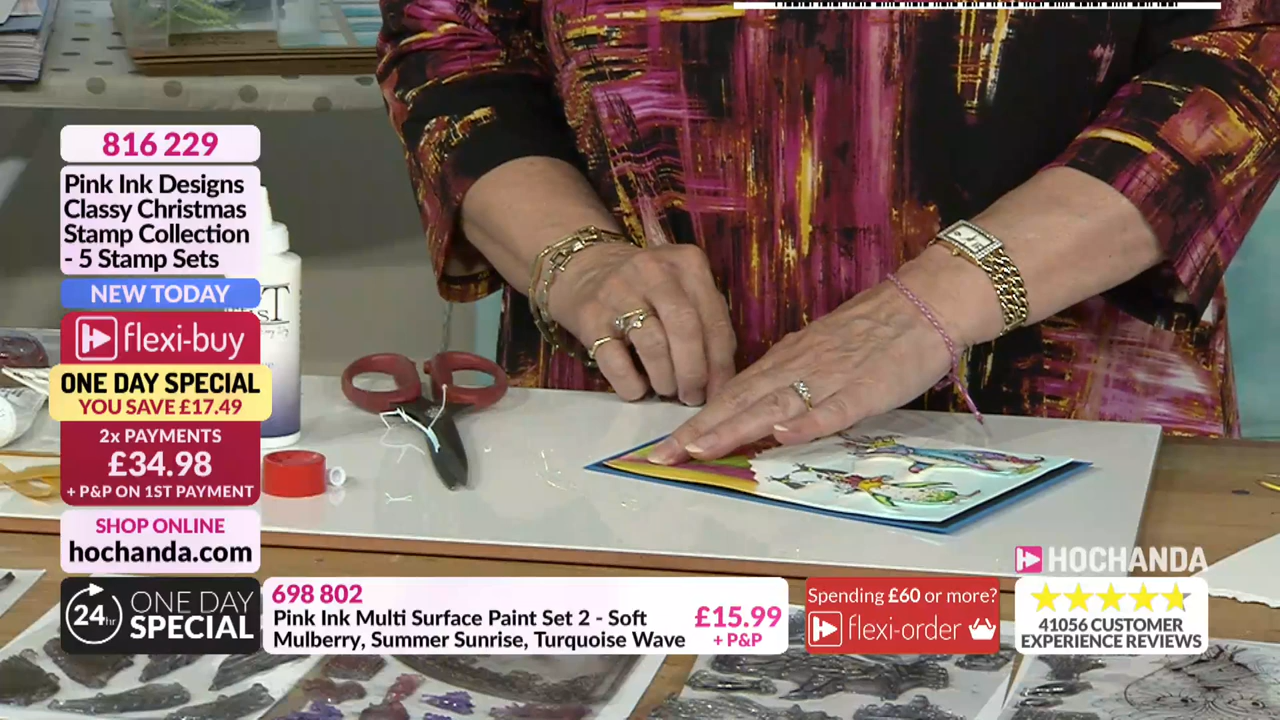 816 229
Pink Ink Designs
Classy Christmas
Stamp Collection
- 5 Stamp Sets
NEW TODAY
flexi-buy
ONE DAY SPECIAL
YOU SAVE £17.49
2x PAYMENTS
£34.98
+ P&P ON 1ST PAYMENT
SHOP ONLINE
hochanda.com
24hr
ONE DAY
SPECIAL
698 802
Pink Ink Multi Surface Paint Set 2 - Soft
Mulberry, Summer Sunrise, Turquoise Wave
£15.99
+ P&P
Spending £60 or more?
flexi-order
HOCHANDA
41056 CUSTOMER
EXPERIENCE REVIEWS